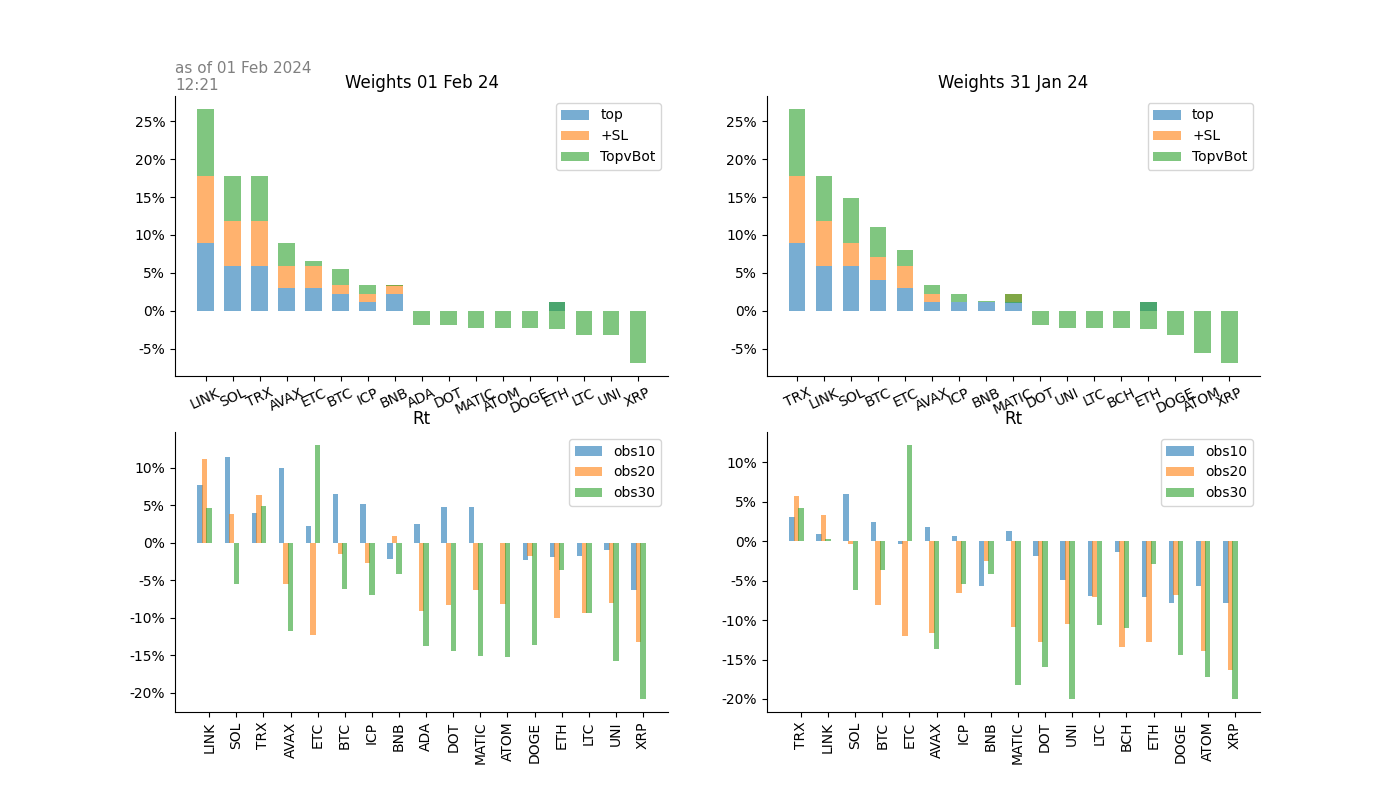 as of 01 Feb 2024
12:21
Weights 01 Feb 24
25%
20%
15%
10%
5%
0%
-5%
top
+SL
TopvBot
LINK SOL TRX AVAX ETC BTC ICP BNB ADA DOT MATIC ATOM DOGE ETH LTC UNI XRP
Weights 31 Jan 24
25%
20%
15%
10%
5%
0%
-5%
top
+SL
TopvBot
TRX LINK SOL BTC ETC AVAX ICP BNB MATIC DOT UNI LTC BCH ETH DOGE ATOM XRP
Rt
10%
5%
0%
-5%
-10%
-15%
-20%
obs10
obs20
obs30
LINK SOL TRX AVAX ETC BTC ICP BNB ADA DOT MATIC ATOM DOGE ETH LTC UNI XRP
Rt
10%
5%
0%
-5%
-10%
-15%
-20%
obs10
obs20
obs30
TRX LINK SOL BTC ETC AVAX ICP BNB MATIC DOT UNI LTC BCH ETH DOGE ATOM XRP